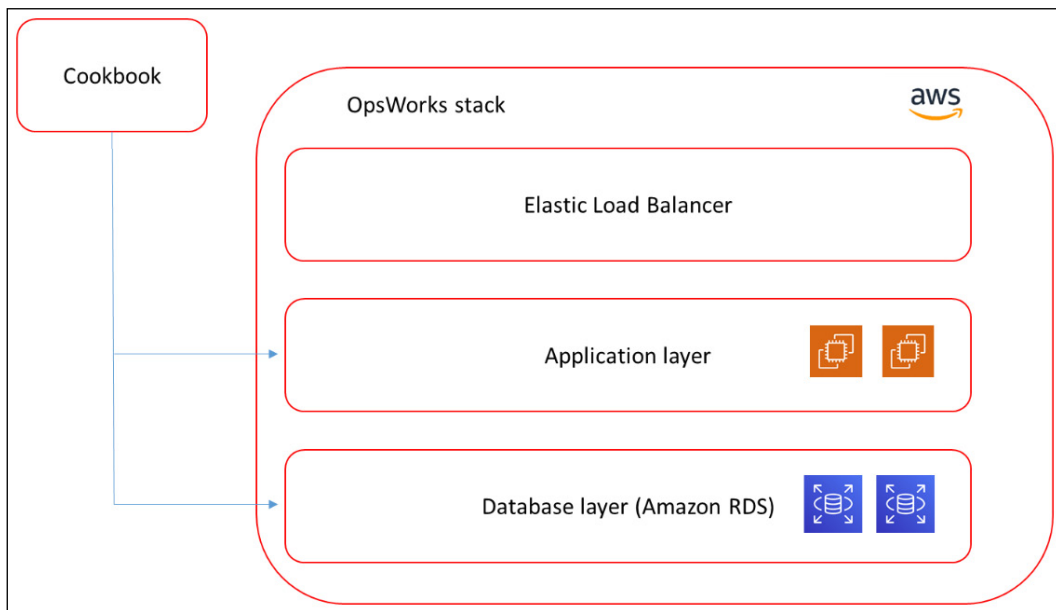 Cookbook
OpsWorks stack
aws
Elastic Load Balancer
Application layer
Database layer (Amazon RDS)